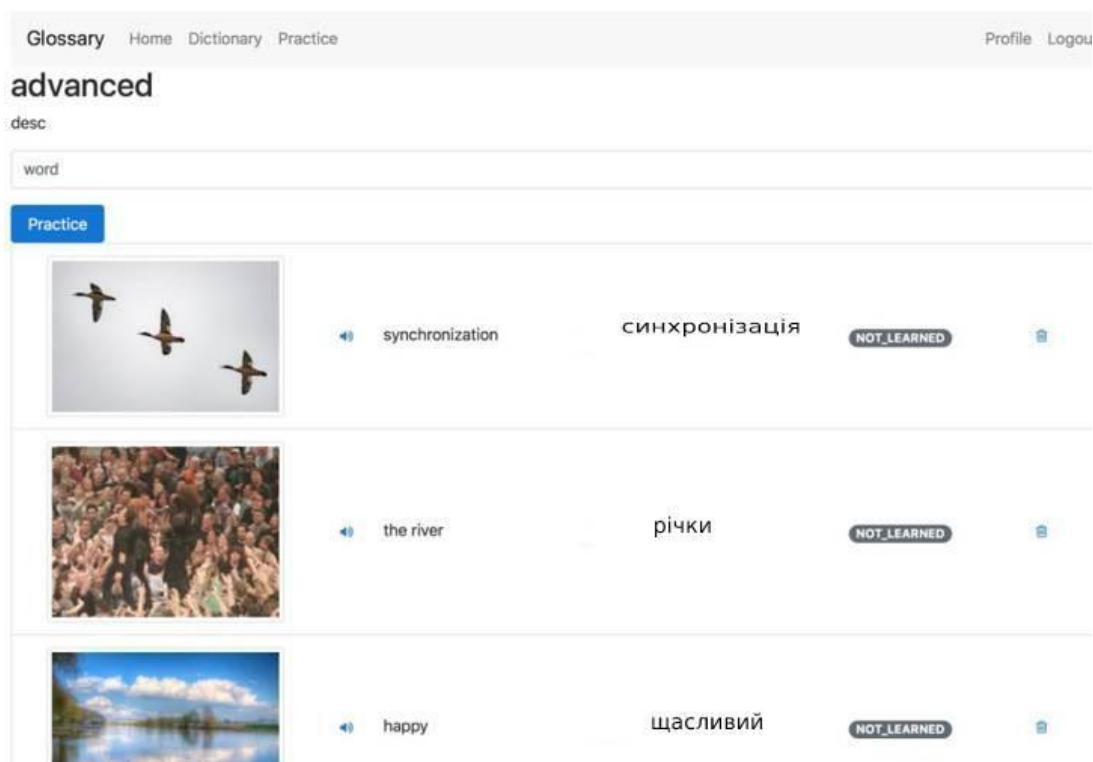 Glossary Home Dictionary Practice Profile Logou
advanced
desc
word
Practice
synchronization синхронізація NOT_LEARNED
the river річки NOT_LEARNED
happy щасливий NOT_LEARNED